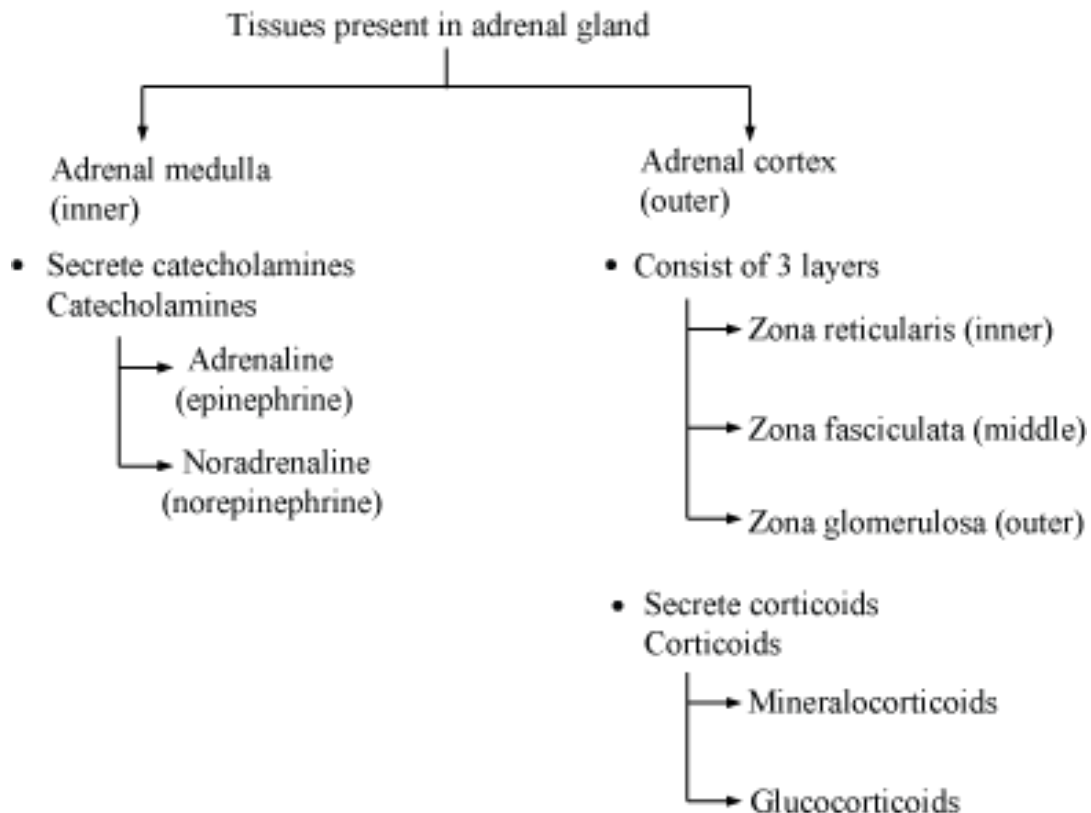 Tissues present in adrenal gland
Adrenal medulla
(inner)
• Secrete catecholamines
Catecholamines
Adrenaline
(epinephrine)
Noradrenaline
(norepinephrine)
Adrenal cortex
(outer)
• Consist of 3 layers
Zona reticularis (inner)
Zona fasciculata (middle)
Zona glomerulosa (outer)
• Secrete corticoids
Corticoids
Mineralocorticoids
Glucocorticoids